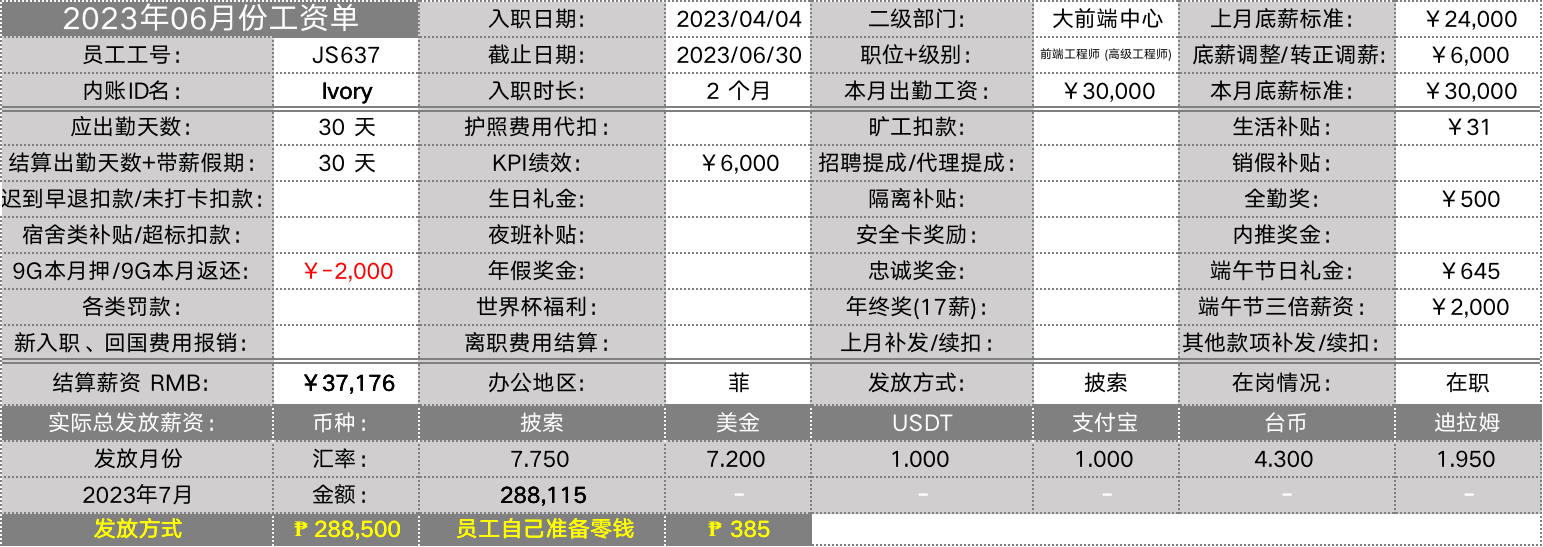 2023年06月份工资单 入职日期: 2023/04/04 二级部门: 大前端中心 上月底薪标准: ￥24,000
员工工号: JS637 截止日期: 2023/06/30 职位+级别: 前端工程师 (高级工程师) 底薪调整/转正调薪: ￥6,000
内账ID名: Ivory 入职时长: 2 个月 本月出勤工资: ￥30,000 本月底薪标准: ￥30,000
应出勤天数: 30 天 护照费用代扣: 旷工扣款: 生活补贴: ￥31
结算出勤天数+带薪假期: 30 天 KPI绩效: ￥6,000 招聘提成/代理提成: 销假补贴:
迟到早退扣款/未打卡扣款: 生日礼金: 隔离补贴: 全勤奖: ￥500
宿舍类补贴/超标扣款: 夜班补贴: 安全卡奖励: 内推奖金:
9G本月押/9G本月返还: ￥-2,000 年假奖金: 忠诚奖金: 端午节日礼金: ￥645
各类罚款: 世界杯福利: 年终奖(17薪): 端午节三倍薪资: ￥2,000
新入职、回国费用报销: 离职费用结算: 上月补发/续扣: 其他款项补发/续扣:
结算薪资 RMB: ￥37,176 办公地区: 菲 发放方式: 披索 在岗情况: 在职
实际总发放薪资: 币种: 披索 美金 USDT 支付宝 台币 迪拉姆
发放月份 汇率: 7.750 7.200 1.000 1.000 4.300 1.950
2023年7月 金额: 288,115 - - - - -
发放方式 ₱ 288,500 员工自己准备零钱 ₱ 385